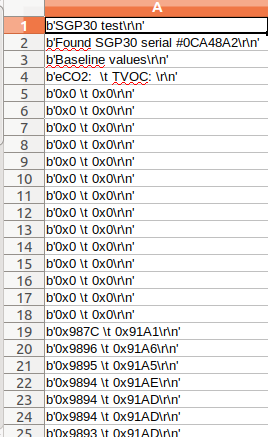 A
1 b'SGP30 test\r\n'
2 b'Found SGP30 serial #0CA48A2\r\n'
3 b'Baseline values\r\n'
4 b'eCO2:  \t TVOC: \r\n'
5 b'0x0 \t 0x0\r\n'
6 b'0x0 \t 0x0\r\n'
7 b'0x0 \t 0x0\r\n'
8 b'0x0 \t 0x0\r\n'
9 b'0x0 \t 0x0\r\n'
10 b'0x0 \t 0x0\r\n'
11 b'0x0 \t 0x0\r\n'
12 b'0x0 \t 0x0\r\n'
13 b'0x0 \t 0x0\r\n'
14 b'0x0 \t 0x0\r\n'
15 b'0x0 \t 0x0\r\n'
16 b'0x0 \t 0x0\r\n'
17 b'0x0 \t 0x0\r\n'
18 b'0x0 \t 0x0\r\n'
19 b'0x987C \t 0x91A1\r\n'
20 b'0x9896 \t 0x91A6\r\n'
21 b'0x9895 \t 0x91A5\r\n'
22 b'0x9894 \t 0x91AE\r\n'
23 b'0x9894 \t 0x91AD\r\n'
24 b'0x9894 \t 0x91AD\r\n'
25 b'0x9893 \t 0x91AD\r\n'